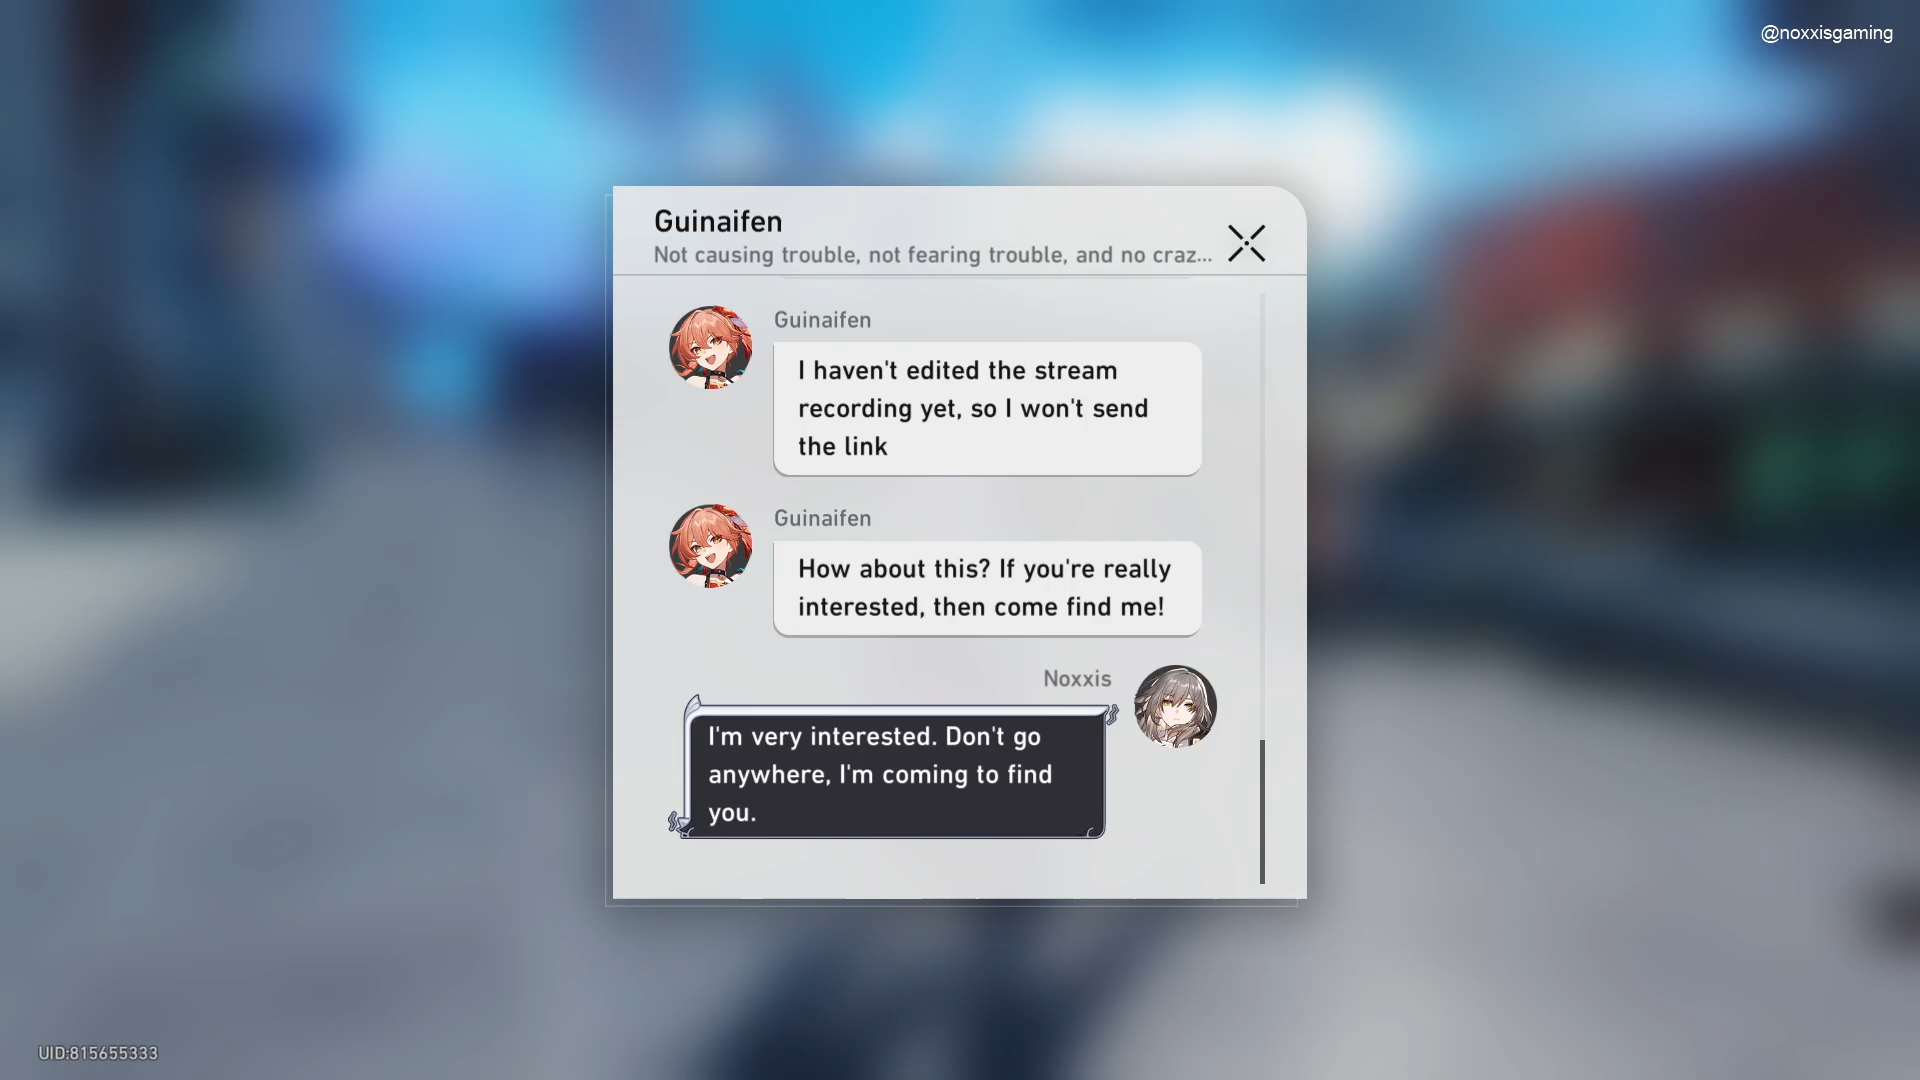 @noxxisgaming
Guinaifen
Not causing trouble, not fearing trouble, and no craz...
Guinaifen
I haven't edited the stream
recording yet, so I won't send
the link
Guinaifen
How about this? If you're really
interested, then come find me!
Noxxis
I'm very interested. Don't go
anywhere, I'm coming to find
you.
UID:815655333